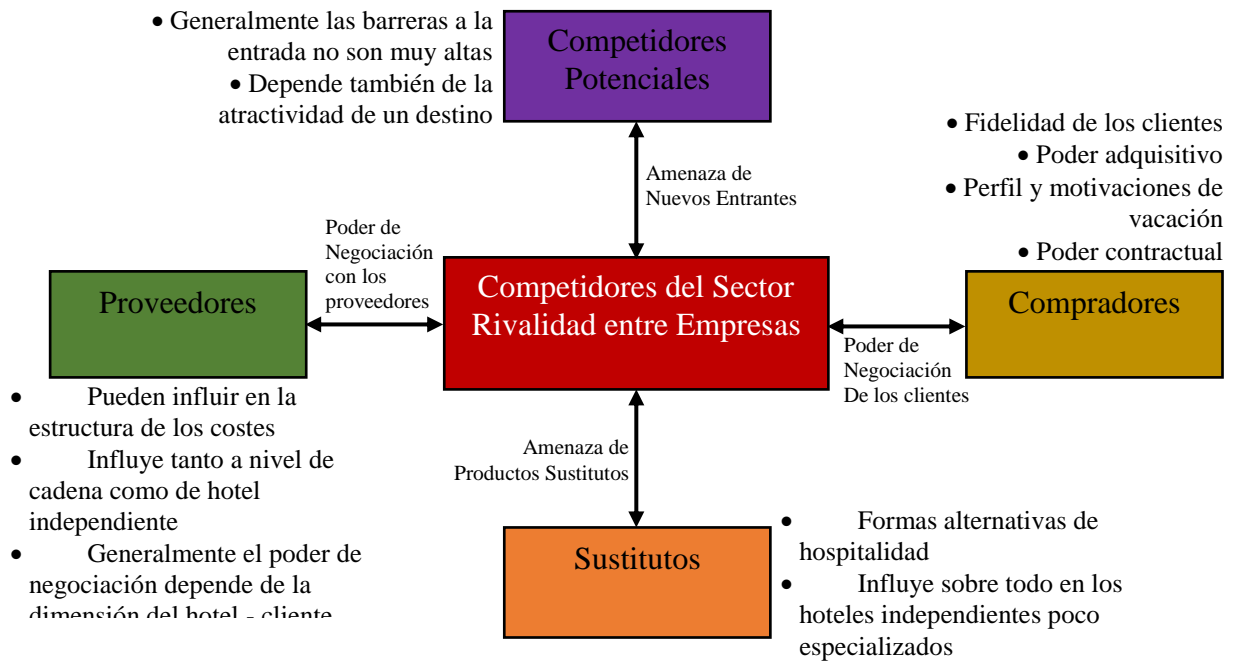 • Generalmente las barreras a la
entrada no son muy altas
• Depende también de la
atractividad de un destino
Competidores
Potenciales
• Fidelidad de los clientes
• Poder adquisitivo
• Perfil y motivaciones de
vacación
• Poder contractual
Amenaza de
Nuevos Entrantes
Poder de
Negociación
con los
proveedores
Proveedores
Competidores del Sector
Rivalidad entre Empresas
Compradores
Poder de
Negociación
De los clientes
• Pueden influir en la
estructura de los costes
• Influye tanto a nivel de
cadena como de hotel
independiente
• Generalmente el poder de
negociación depende de la
dimensión del hotel - cliente
Amenaza de
Productos Sustitutos
Sustitutos
• Formas alternativas de
hospitalidad
• Influye sobre todo en los
hoteles independientes poco
especializados